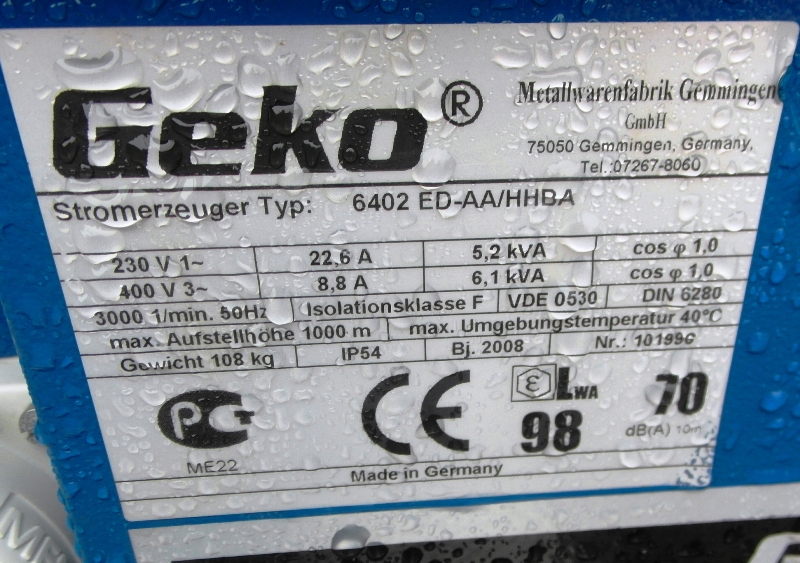 Geko®
Metallwarenfabrik Gemmingen
GmbH
75050 Gemmingen, Germany,
Tel.:07267-8060
Stromerzeuger Typ: 6402 ED-AA/HHBA
230 V 1~ 22,6 A 5,2 kVA cos φ 1,0
400 V 3~ 8,8 A 6,1 kVA cos φ 1,0
3000 1/min. 50Hz Isolationsklasse F VDE 0530 DIN 6280
max. Aufstellhöhe 1000 m max. Umgebungstemperatur 40°C
Gewicht 108 kg IP54 Bj. 2008 Nr.: 10199C
PCT
ME22
CE
ε LWA
98
70
dB(A) 10m
Made in Germany